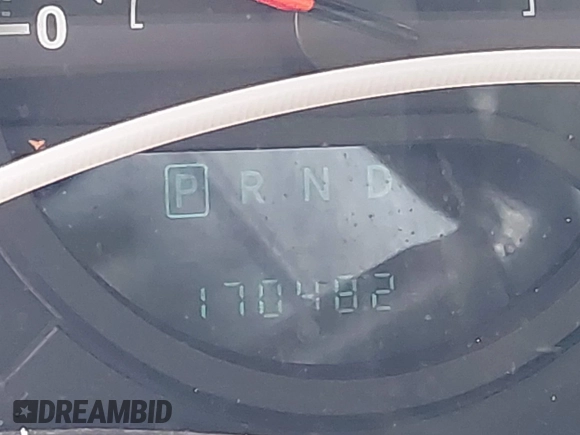 0
P R N D
170482
DREAMBID